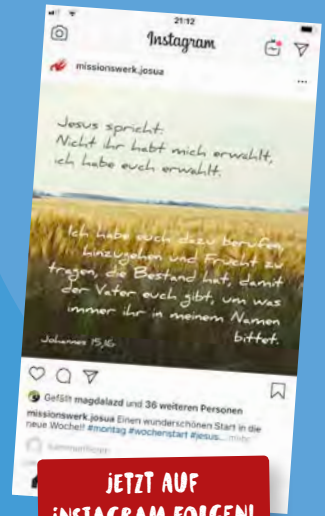 21:12
Instagram
missionswerk.josua
Jesus spricht:
Nicht ihr habt mich erwählt,
ich habe euch erwählt.
Ich habe euch dazu berufen,
hinzugehen und Frucht zu
tragen, die Bestand hat, damit
der Vater euch gibt, um was
immer ihr in meinem Namen
bittet.
Johannes 15,16
Gefällt magdalazd und 36 weiteren Personen
missionswerk.josua Einen wunderschönen Start in die
neue Woche!! #montag #wochenstart #jesus... mehr
JETZT AUF
INSTAGRAM FOLGEN!